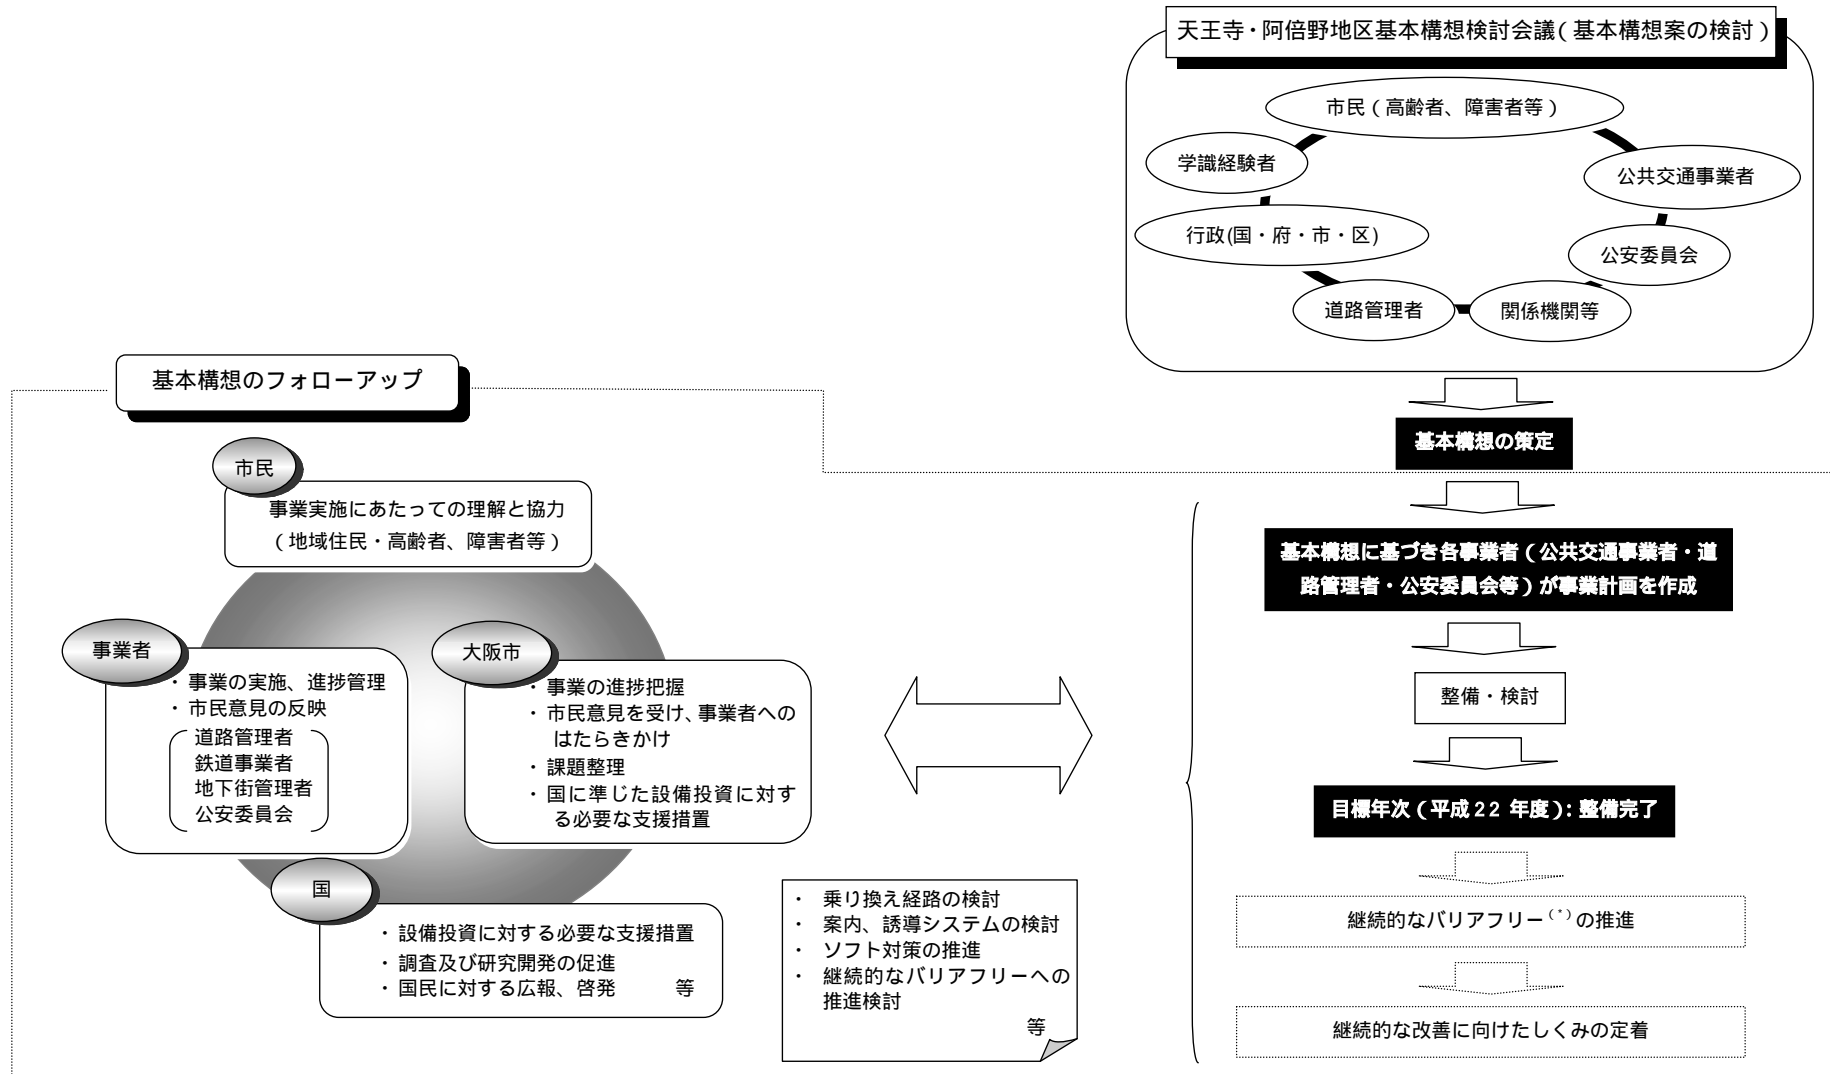 天王寺・阿倍野地区基本構想検討会議（基本構想案の検討）
市民（高齢者、障害者等）
学識経験者
公共交通事業者
行政(国・府・市・区)
公安委員会
道路管理者
関係機関等
基本構想の策定
基本構想に基づき各事業者（公共交通事業者・道
路管理者・公安委員会等）が事業計画を作成
整備・検討
目標年次（平成22 年度）：整備完了
継続的なバリアフリー(*)の推進
継続的な改善に向けたしくみの定着
基本構想のフォローアップ
市民
事業実施にあたっての理解と協力
（地域住民・高齢者、障害者等）
事業者
・事業の実施、進捗管理
・市民意見の反映
道路管理者
鉄道事業者
地下街管理者
公安委員会
大阪市
・事業の進捗把握
・市民意見を受け、事業者への
はたらきかけ
・課題整理
・国に準じた設備投資に対す
る必要な支援措置
国
・設備投資に対する必要な支援措置
・調査及び研究開発の促進
・国民に対する広報、啓発　　　等
・　乗り換え経路の検討
・　案内、誘導システムの検討
・　ソフト対策の推進
・　継続的なバリアフリーへの
推進検討
等